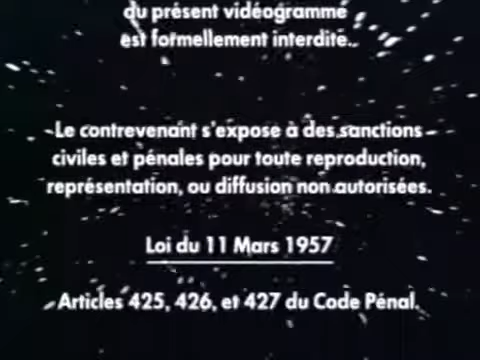 du présent vidéogramme
est formellement interdite.
Le contrevenant s'expose à des sanctions
civiles et pénales pour toute reproduction,
représentation, ou diffusion non autorisées.
Loi du 11 Mars 1957
Articles 425, 426, et 427 du Code Pénal.